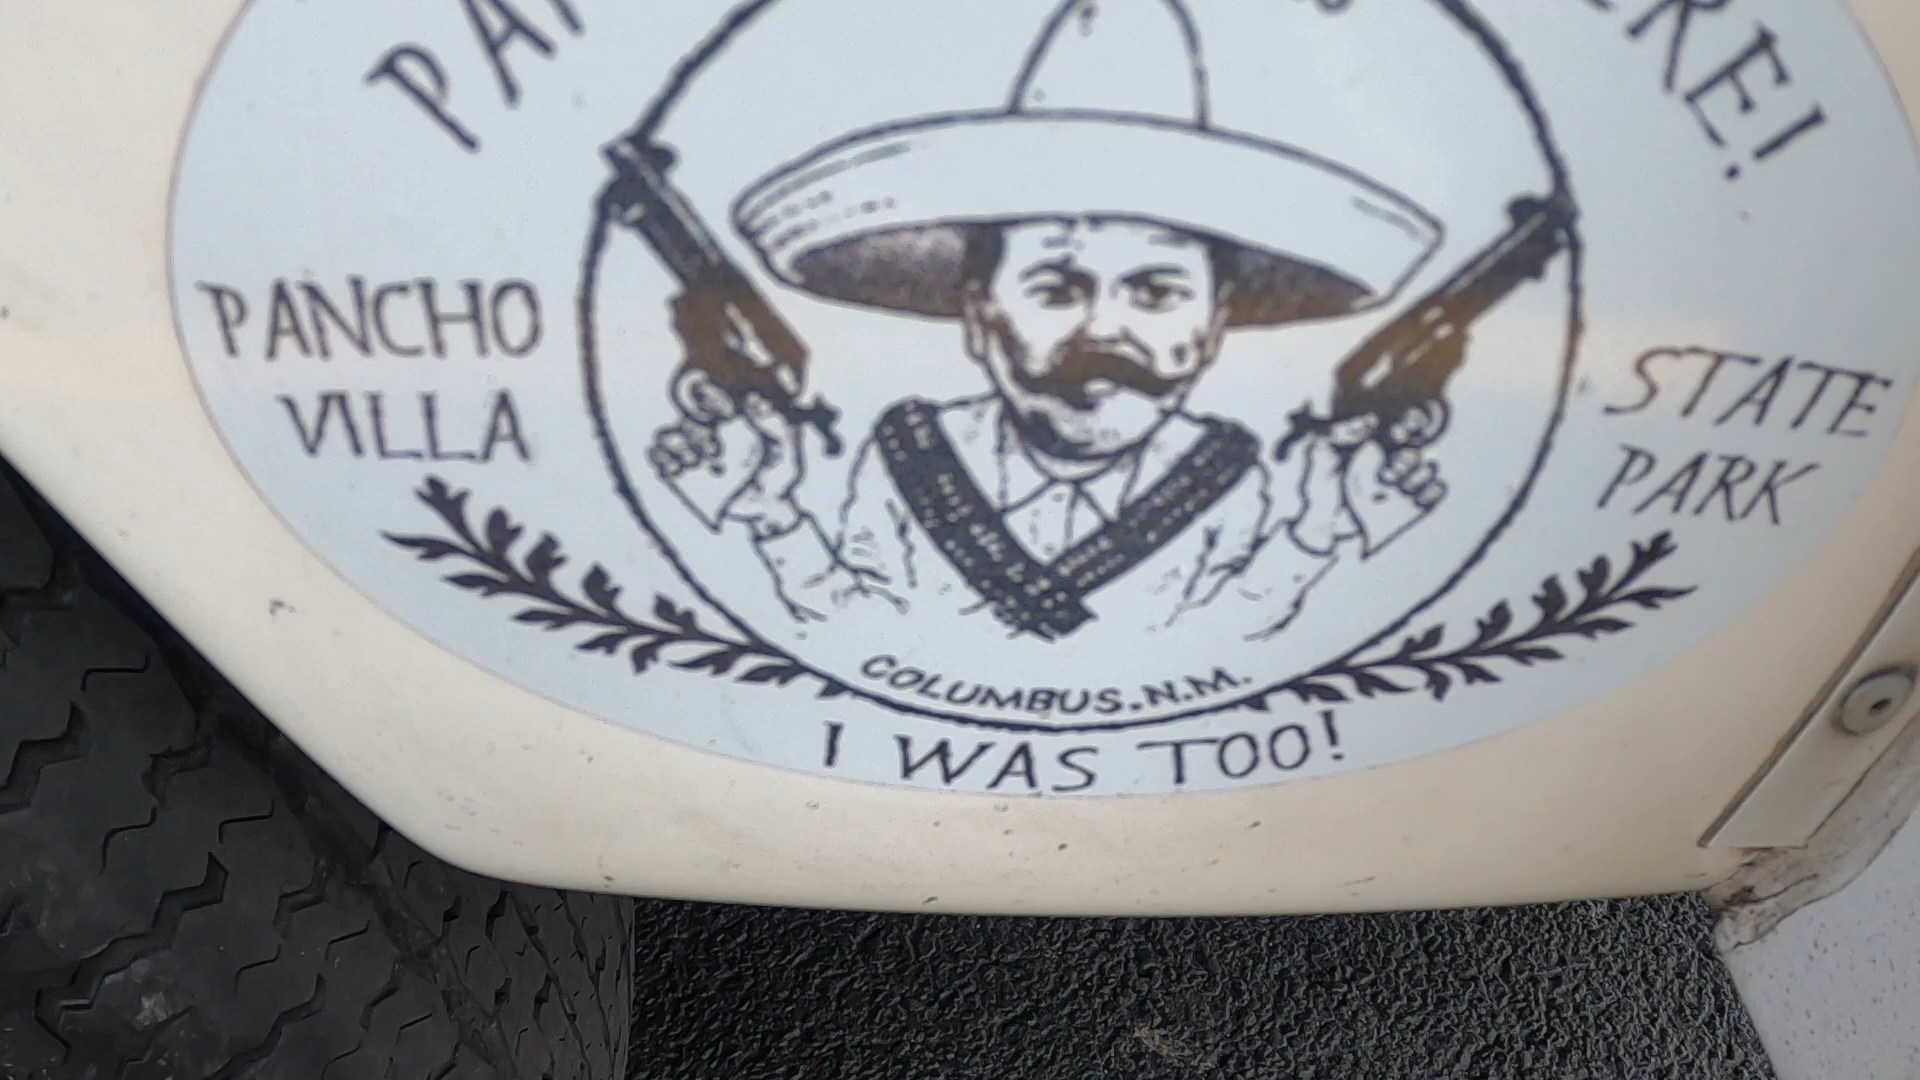 PANCHO
VILLA
STATE
PARK
COLUMBUS.N.M.
I WAS TOO!